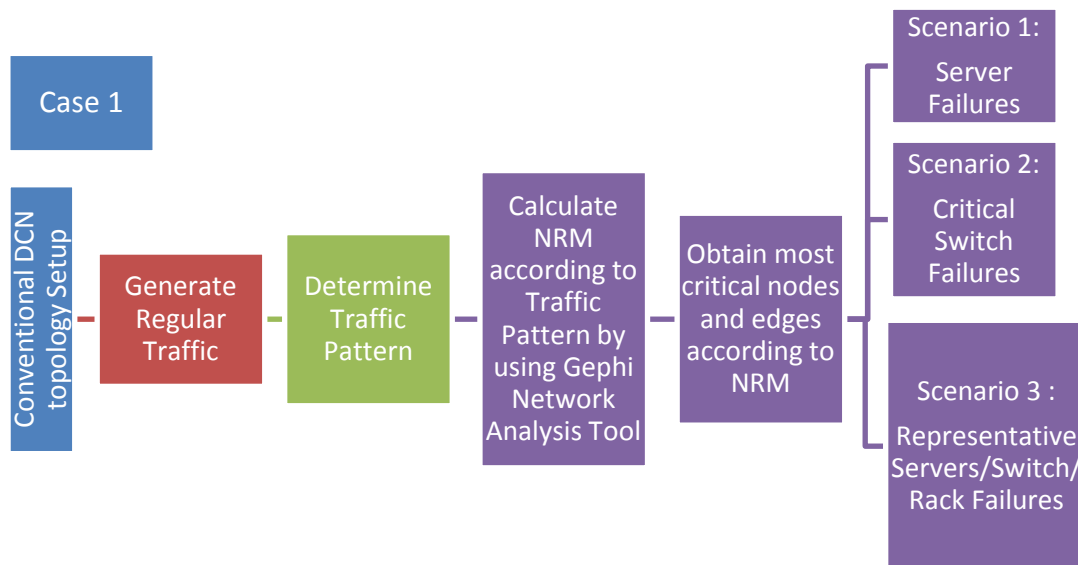 Case 1
Conventional DCN
topology Setup
Generate
Regular
Traffic
Determine
Traffic
Pattern
Calculate
NRM
according to
Traffic
Pattern by
using Gephi
Network
Analysis Tool
Obtain most
critical nodes
and edges
according to
NRM
Scenario 1:
Server
Failures
Scenario 2:
Critical
Switch
Failures
Scenario 3 :
Representative
Servers/Switch/
Rack Failures